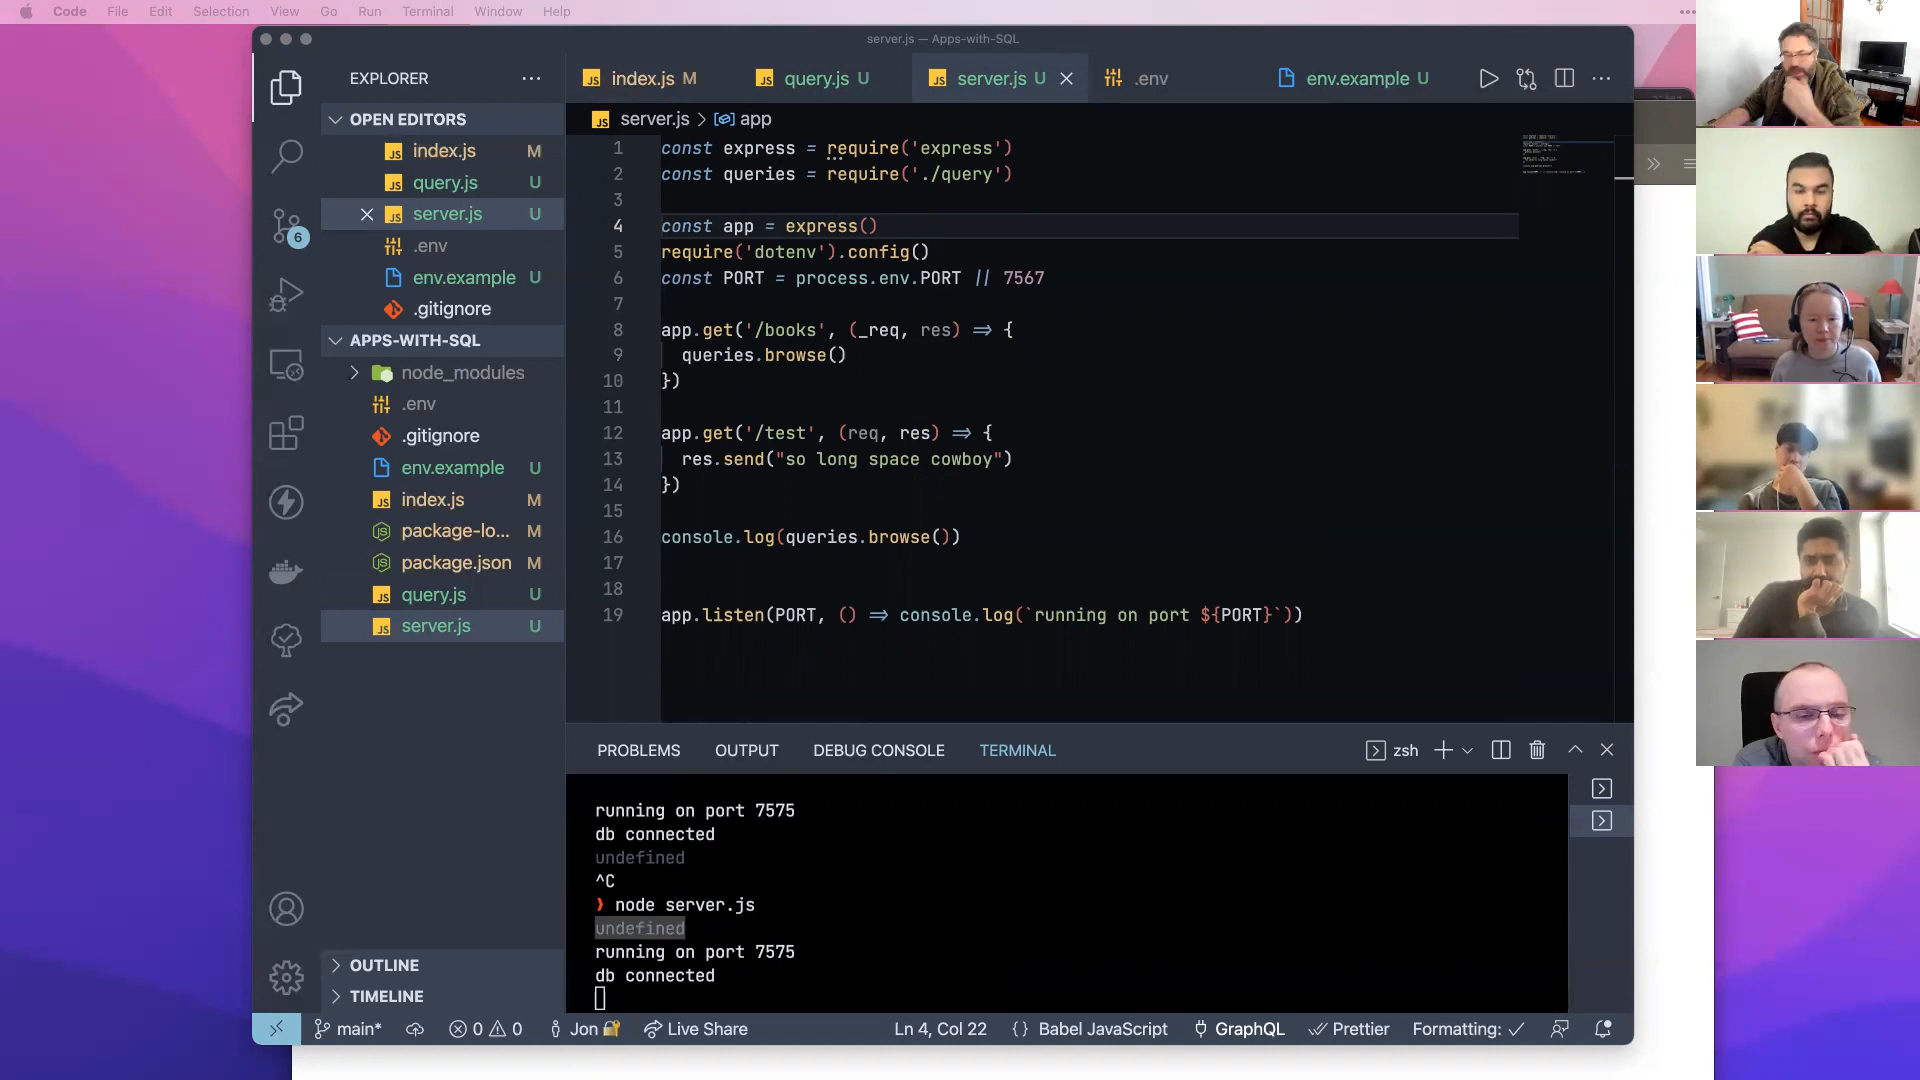 Code File Edit Selection View Go Run Terminal Window Help
server.js — Apps-with-SQL
EXPLORER
index.js M
query.js U
server.js U
.env
env.example U
OPEN EDITORS
index.js M
query.js U
server.js U
.env
env.example U
.gitignore
APPS-WITH-SQL
node_modules
.env
.gitignore
env.example U
index.js M
package-lo... M
package.json M
query.js U
server.js U
OUTLINE
TIMELINE
6
server.js > app
1 const express = require('express')
2 const queries = require('./query')
3
4 const app = express()
5 require('dotenv').config()
6 const PORT = process.env.PORT || 7567
7
8 app.get('/books', (_req, res) => {
9 queries.browse()
10 })
11
12 app.get('/test', (req, res) => {
13 res.send("so long space cowboy")
14 })
15
16 console.log(queries.browse())
17
18
19 app.listen(PORT, () => console.log(`running on port ${PORT}`))
PROBLEMS OUTPUT DEBUG CONSOLE TERMINAL
zsh
running on port 7575
db connected
undefined
^C
❯ node server.js
undefined
running on port 7575
db connected
main* 0 0 Jon Live Share Ln 4, Col 22 {} Babel JavaScript GraphQL Prettier Formatting: ✓